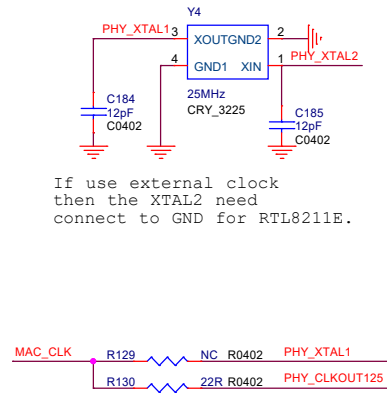 Y4
PHY_XTAL1
3
XOUT
GND2
2
PHY_XTAL2
4
GND1
XIN
1
25MHz
CRY_3225
C184
12pF
C0402
C185
12pF
C0402
If use external clock
then the XTAL2 need
connect to GND for RTL8211E.
MAC_CLK
R129
NC
R0402
PHY_XTAL1
R130
22R
R0402
PHY_CLKOUT125